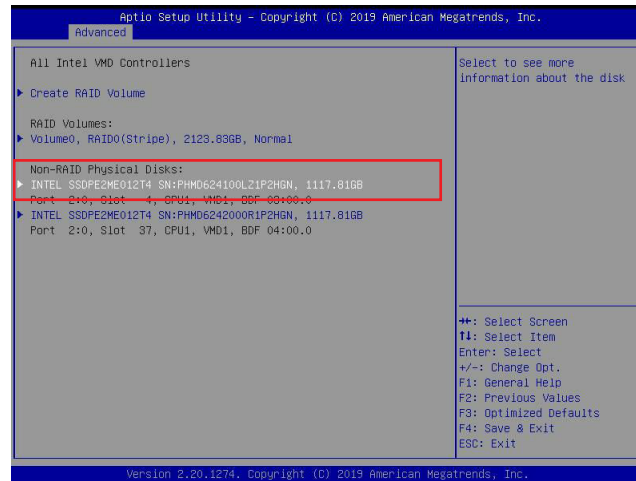 Aptio Setup Utility – Copyright (C) 2019 American Megatrends, Inc.
Advanced
All Intel VMD Controllers
Create RAID Volume
RAID Volumes:
Volume0, RAID0(Stripe), 2123.83GB, Normal
Non-RAID Physical Disks:
INTEL SSDPE2ME012T4 SN:PHMD624100LZ1P2HGN, 1117.81GB
Port 2:0, Slot 4, CPU1, VMD1, BDF 03:00.0
INTEL SSDPE2ME012T4 SN:PHMD6242000R1P2HGN, 1117.81GB
Port 2:0, Slot 37, CPU1, VMD1, BDF 04:00.0
Select to see more
information about the disk
→←: Select Screen
↑↓: Select Item
Enter: Select
+/-: Change Opt.
F1: General Help
F2: Previous Values
F3: Optimized Defaults
F4: Save & Exit
ESC: Exit
Version 2.20.1274. Copyright (C) 2019 American Megatrends, Inc.